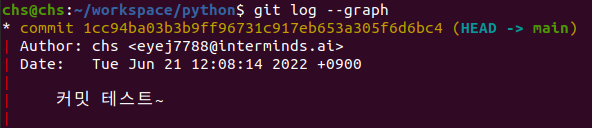 chs@chs:~/workspace/python$ git log --graph
* commit 1cc94ba03b3b9ff96731c917eb653a305f6d6bc4 (HEAD -> main)
| Author: chs <eyej7788@interminds.ai>
| Date:   Tue Jun 21 12:08:14 2022 +0900
|
|     커밋 테스트~
|